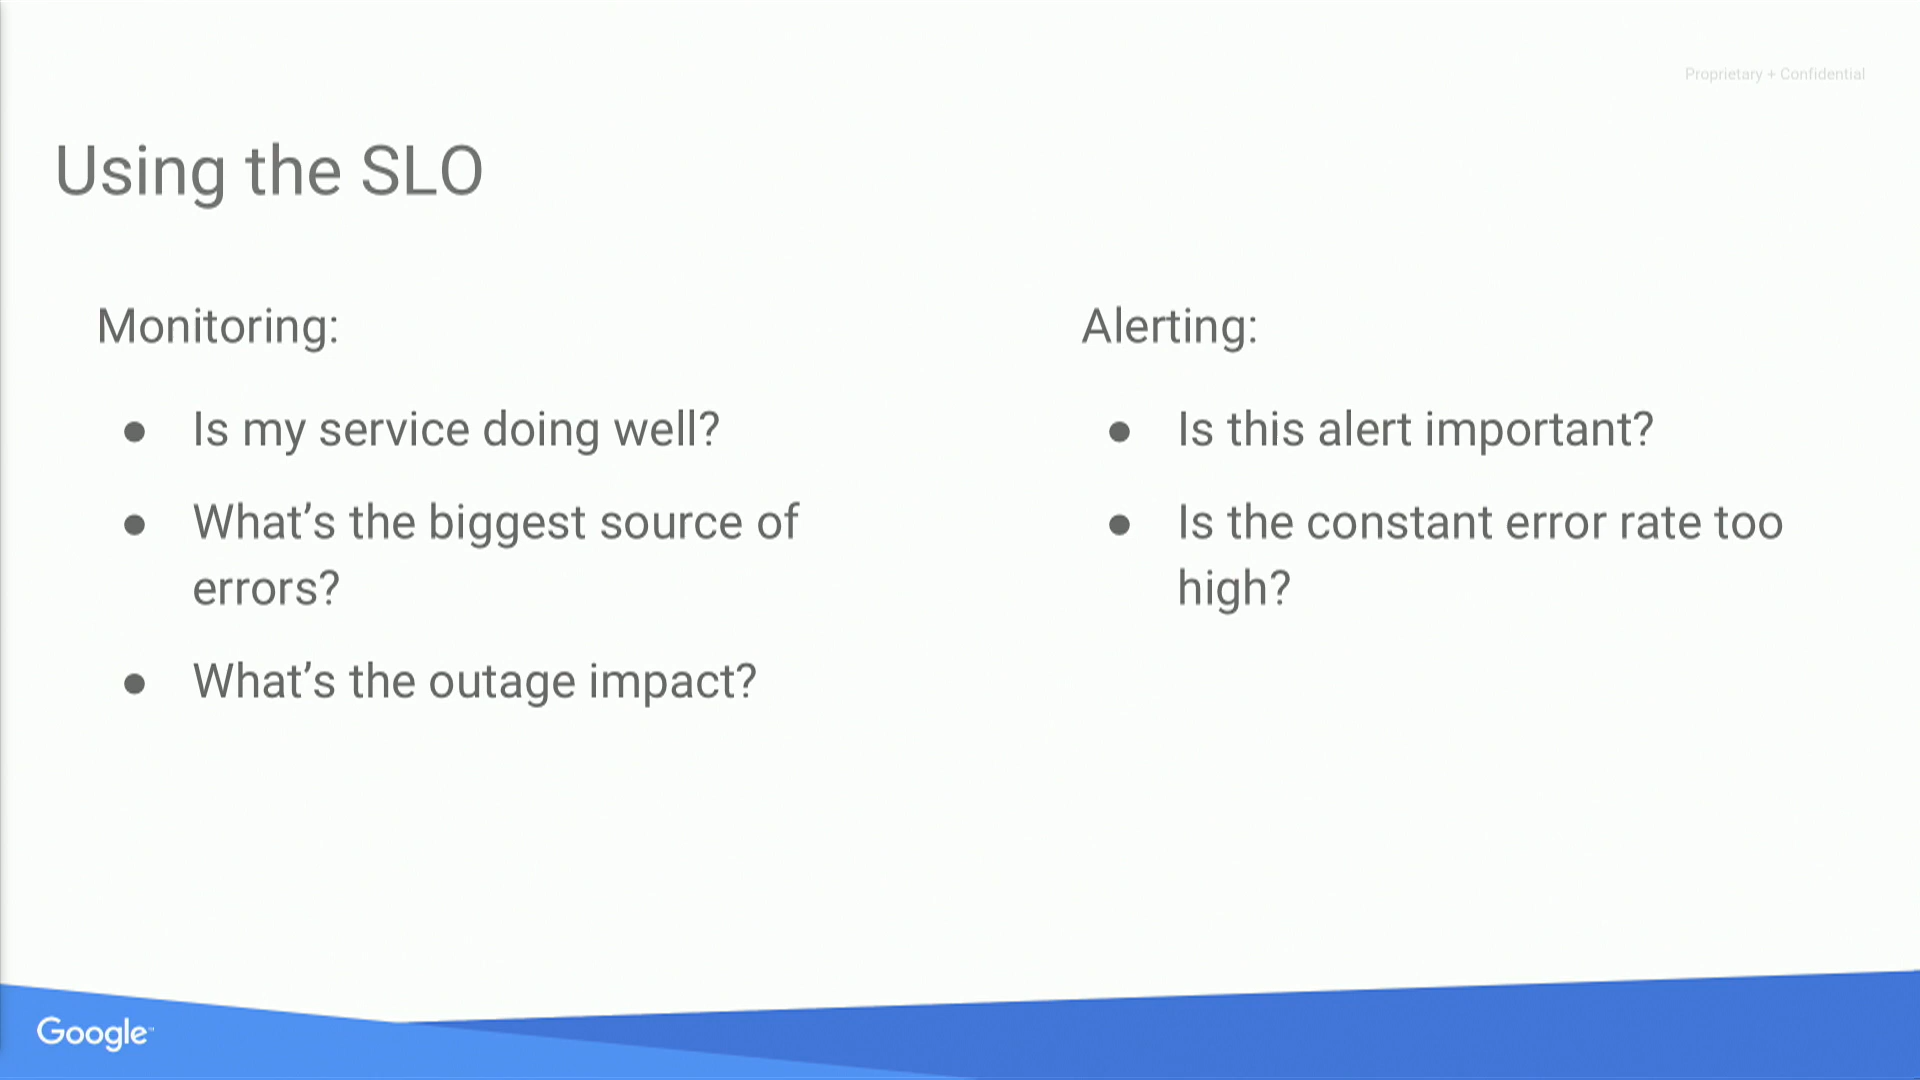 Proprietary + Confidential
Using the SLO
Monitoring:
● Is my service doing well?
● What’s the biggest source of
errors?
● What’s the outage impact?
Alerting:
● Is this alert important?
● Is the constant error rate too
high?
Google™